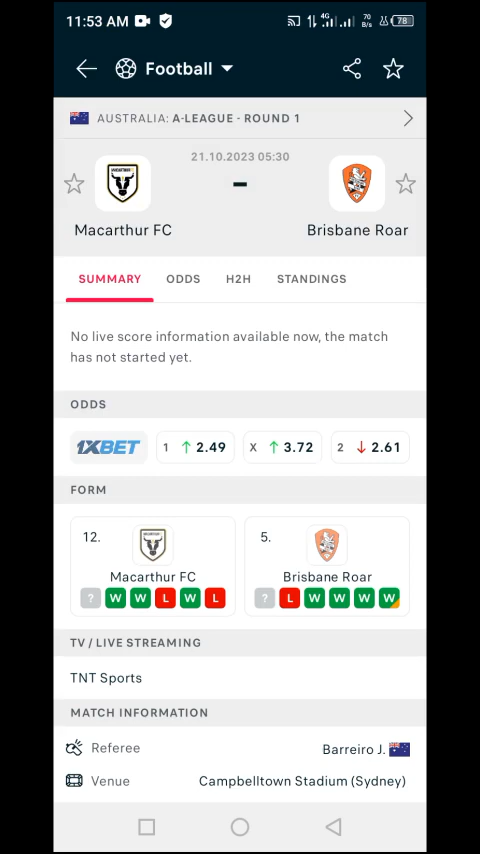 11:53 AM 4G 70 B/s 78
Football
AUSTRALIA: A-LEAGUE - ROUND 1
21.10.2023 05:30
-
Macarthur FC Brisbane Roar
SUMMARY ODDS H2H STANDINGS
No live score information available now, the match
has not started yet.
ODDS
1XBET 1 2.49 X 3.72 2 2.61
FORM
12. 5.
Macarthur FC Brisbane Roar
? W W L W L ? L W W W W
TV / LIVE STREAMING
TNT Sports
MATCH INFORMATION
Referee Barreiro J.
Venue Campbelltown Stadium (Sydney)